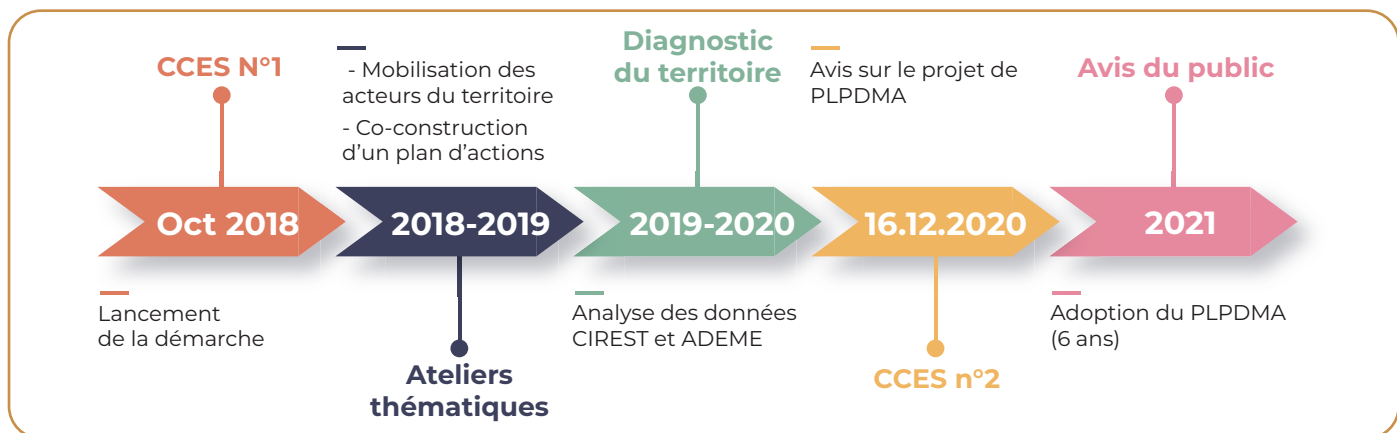 CCES N°1
Oct 2018
Lancement
de la démarche
- Mobilisation des
acteurs du territoire
- Co-construction
d'un plan d'actions
2018-2019
Ateliers
thématiques
Diagnostic
du territoire
2019-2020
Analyse des données
CIREST et ADEME
Avis sur le projet de
PLPDMA
16.12.2020
CCES n°2
Avis du public
2021
Adoption du PLPDMA
(6 ans)